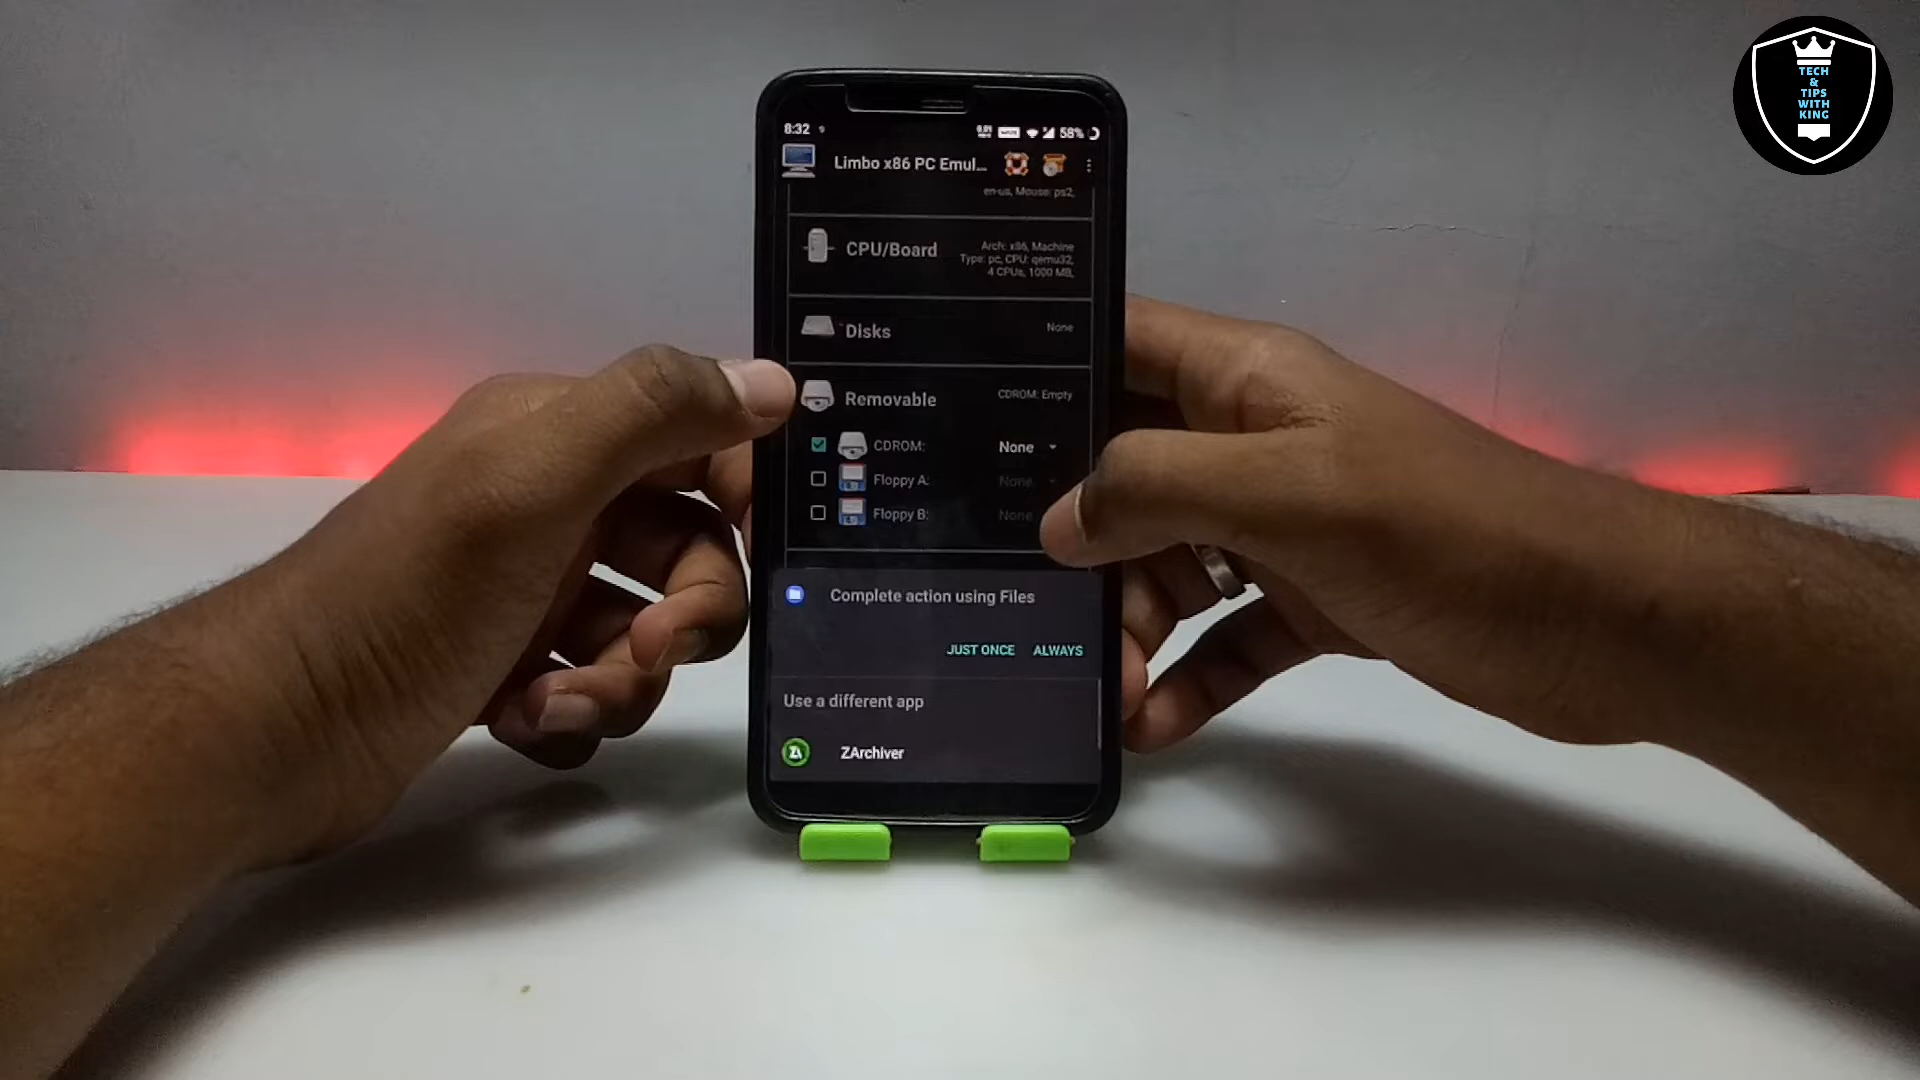 TECH
&
TIPS
WITH
KING
8:32
58%
Limbo x86 PC Emul...
en-us, Mouse: ps2,
CPU/Board
Arch: x86, Machine
Type: pc, CPU: qemu32,
4 CPUs, 1000 MB,
Disks
None
Removable
CDROM: Empty
CDROM:
None
Floppy A:
None
Floppy B:
None
Complete action using Files
JUST ONCE
ALWAYS
Use a different app
ZA
ZArchiver